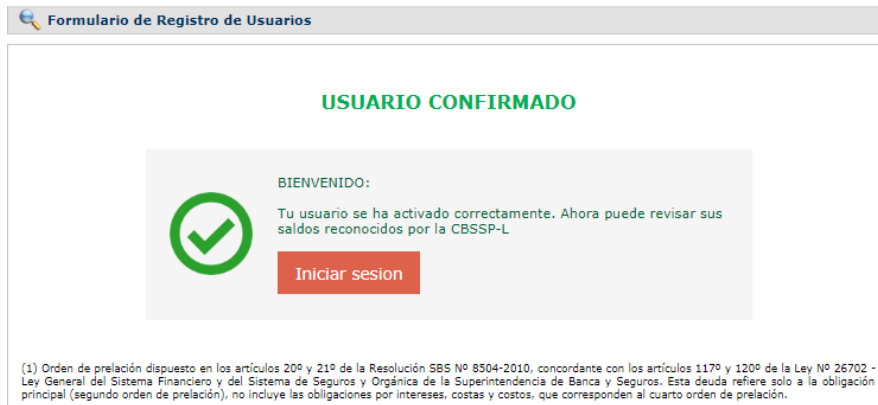 Formulario de Registro de Usuarios
USUARIO CONFIRMADO
BIENVENIDO:
Tu usuario se ha activado correctamente. Ahora puede revisar sus
saldos reconocidos por la CBSSP-L
Iniciar sesion
(1) Orden de prelación dispuesto en los artículos 20º y 21º de la Resolución SBS Nº 8504-2010, concordante con los artículos 117º y 120º de la Ley Nº 26702 -
Ley General del Sistema Financiero y del Sistema de Seguros y Orgánica de la Superintendencia de Banca y Seguros. Esta deuda refiere solo a la obligación
principal (segundo orden de prelación), no incluye las obligaciones por intereses, costas y costos, que corresponden al cuarto orden de prelación.